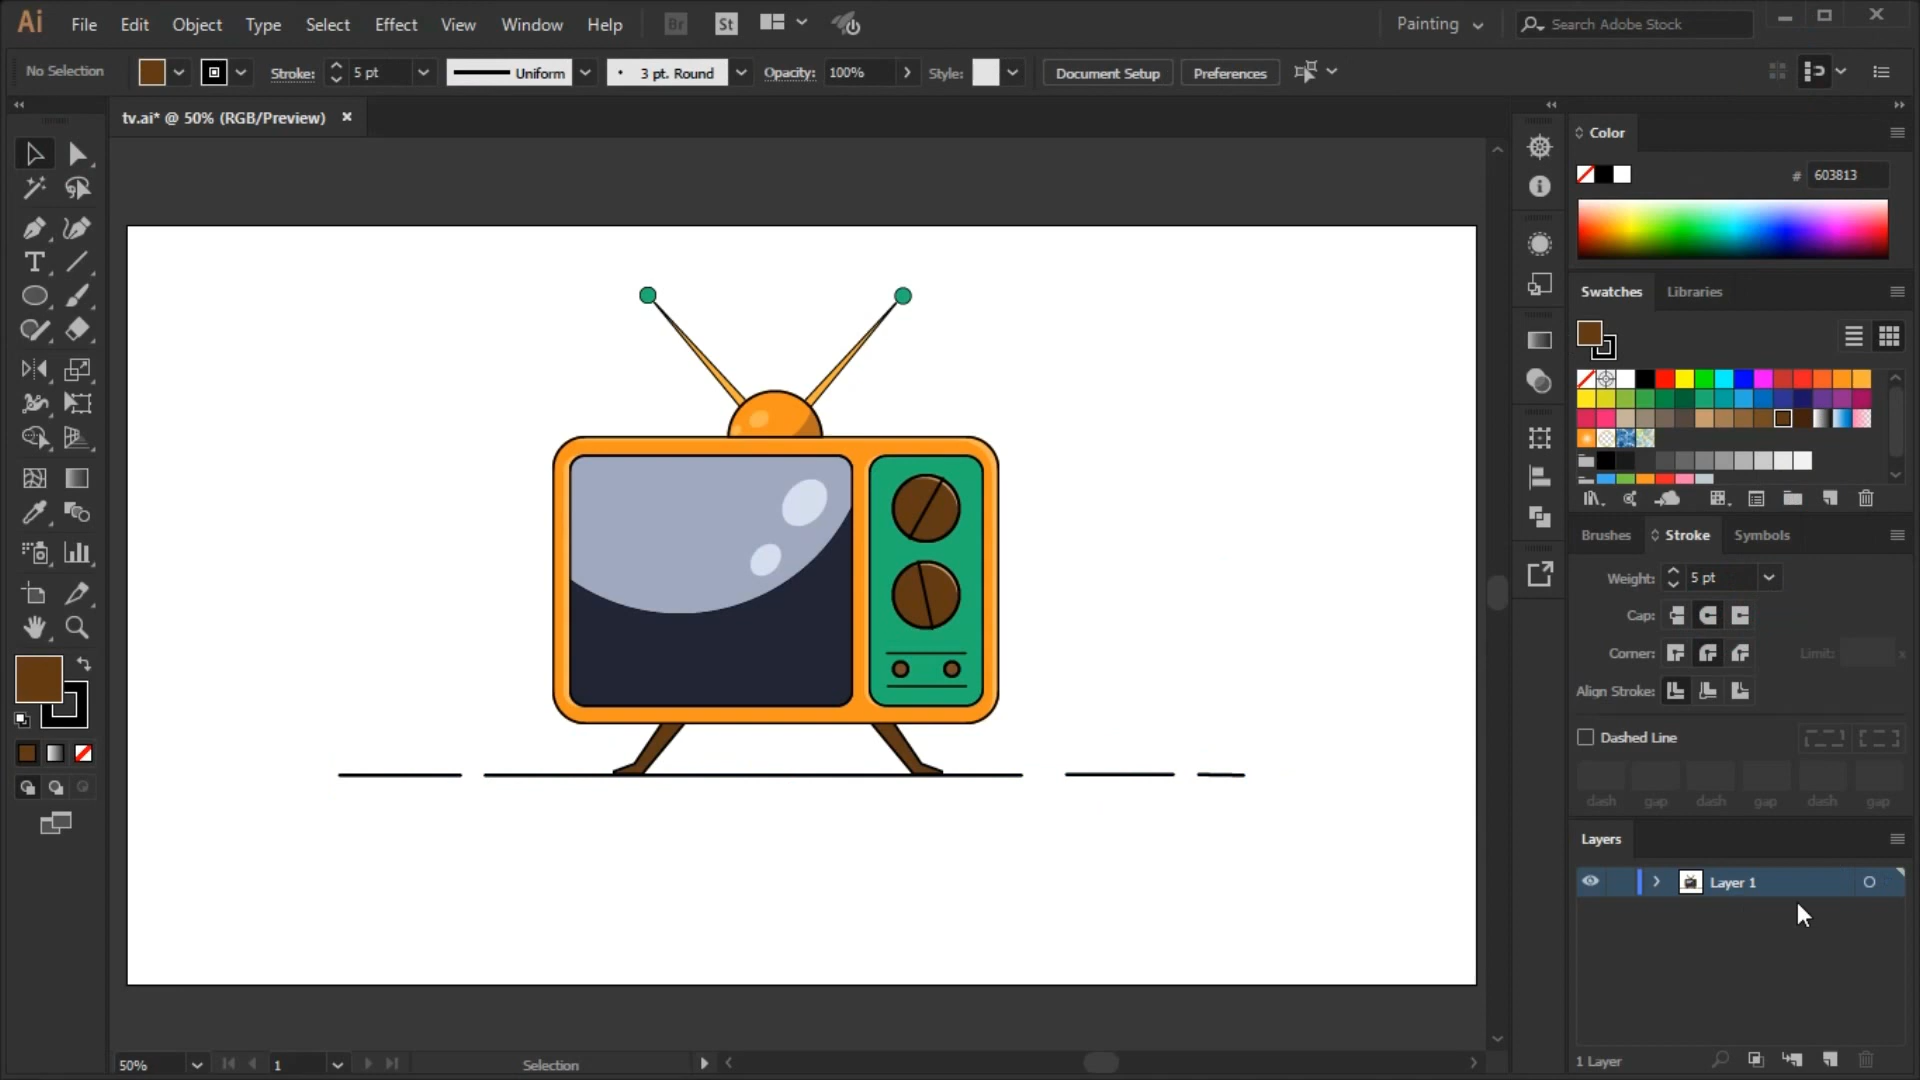 Ai File Edit Object Type Select Effect View Window Help Br St Painting Search Adobe Stock
No Selection Stroke: 5 pt Uniform 3 pt. Round Opacity: 100% Style: Document Setup Preferences
tv.ai* @ 50% (RGB/Preview)
Color
# 603813
Swatches Libraries
Brushes Stroke Symbols
Weight: 5 pt
Cap:
Corner: Limit: x
Align Stroke:
Dashed Line
dash gap dash gap dash gap
Layers
Layer 1
1 Layer
50% 1 Selection